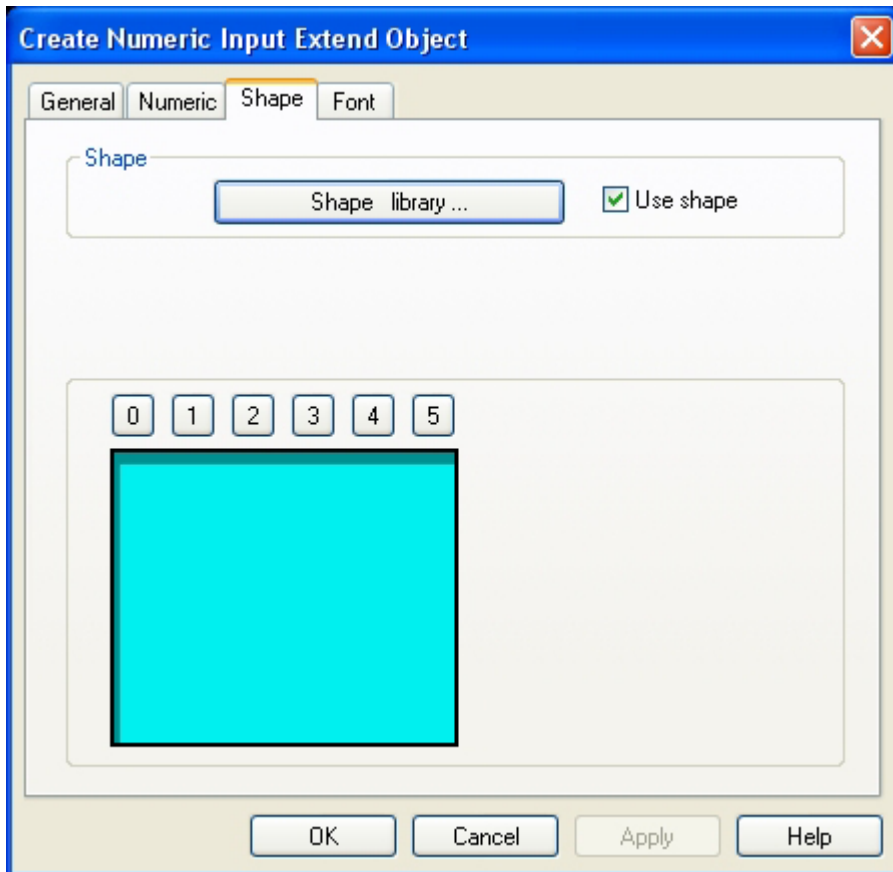 Create Numeric Input Extend Object
General Numeric Shape Font
Shape
Shape library ... Use shape
0 1 2 3 4 5
OK Cancel Apply Help